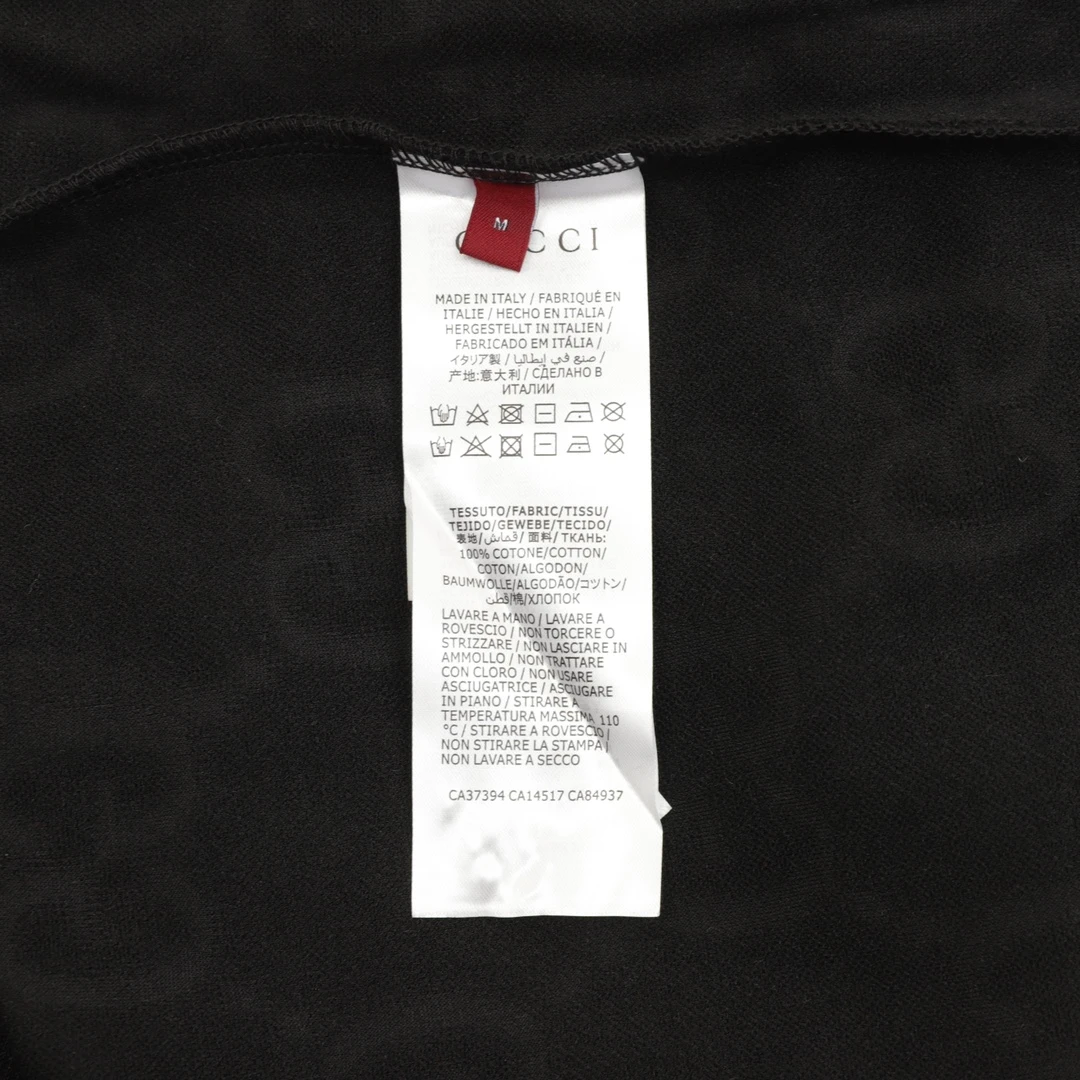 M
GUCCI
MADE IN ITALY / FABRIQUÉ EN
ITALIE / HECHO EN ITALIA /
HERGESTELLT IN ITALIEN /
FABRICADO EM ITÁLIA /
イタリア製 / صنع في إيطاليا /
产地:意大利 / СДЕЛАНО В
ИТАЛИИ
TESSUTO/FABRIC/TISSU/
TEJIDO/GEWEBE/TECIDO/
表地/قماش/ 面料/ ТКАНЬ:
100% COTONE/COTTON/
COTON/ALGODON/
BAUMWOLLE/ALGODÃO/コットン/
قطن/棉/ХЛОПОК
LAVARE A MANO / LAVARE A
ROVESCIO / NON TORCERE O
STRIZZARE / NON LASCIARE IN
AMMOLLO / NON TRATTARE
CON CLORO / NON USARE
ASCIUGATRICE / ASCIUGARE
IN PIANO / STIRARE A
TEMPERATURA MASSIMA 110
°C / STIRARE A ROVESCIO /
NON STIRARE LA STAMPA /
NON LAVARE A SECCO
CA37394 CA14517 CA84937